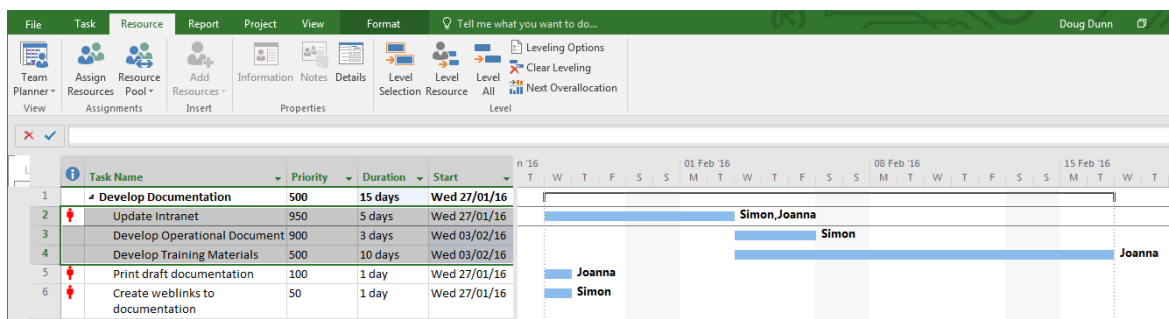 File Task Resource Report Project View Format Tell me what you want to do... Doug Dunn
Team Planner
Assign Resources
Resource Pool
Add Resources
Information Notes Details
Level Selection
Level Resource
Level All
Leveling Options
Clear Leveling
Next Overallocation
View Assignments Insert Properties Level
n '16 01 Feb '16 08 Feb '16 15 Feb '16
Task Name Priority Duration Start T W T F S S M T W T F S S M T W T F S S M T W T
1 Develop Documentation 500 15 days Wed 27/01/16
2 Update Intranet 950 5 days Wed 27/01/16 Simon,Joanna
3 Develop Operational Document 900 3 days Wed 03/02/16 Simon
4 Develop Training Materials 500 10 days Wed 03/02/16 Joanna
5 Print draft documentation 100 1 day Wed 27/01/16 Joanna
6 Create weblinks to 50 1 day Wed 27/01/16 Simon
documentation